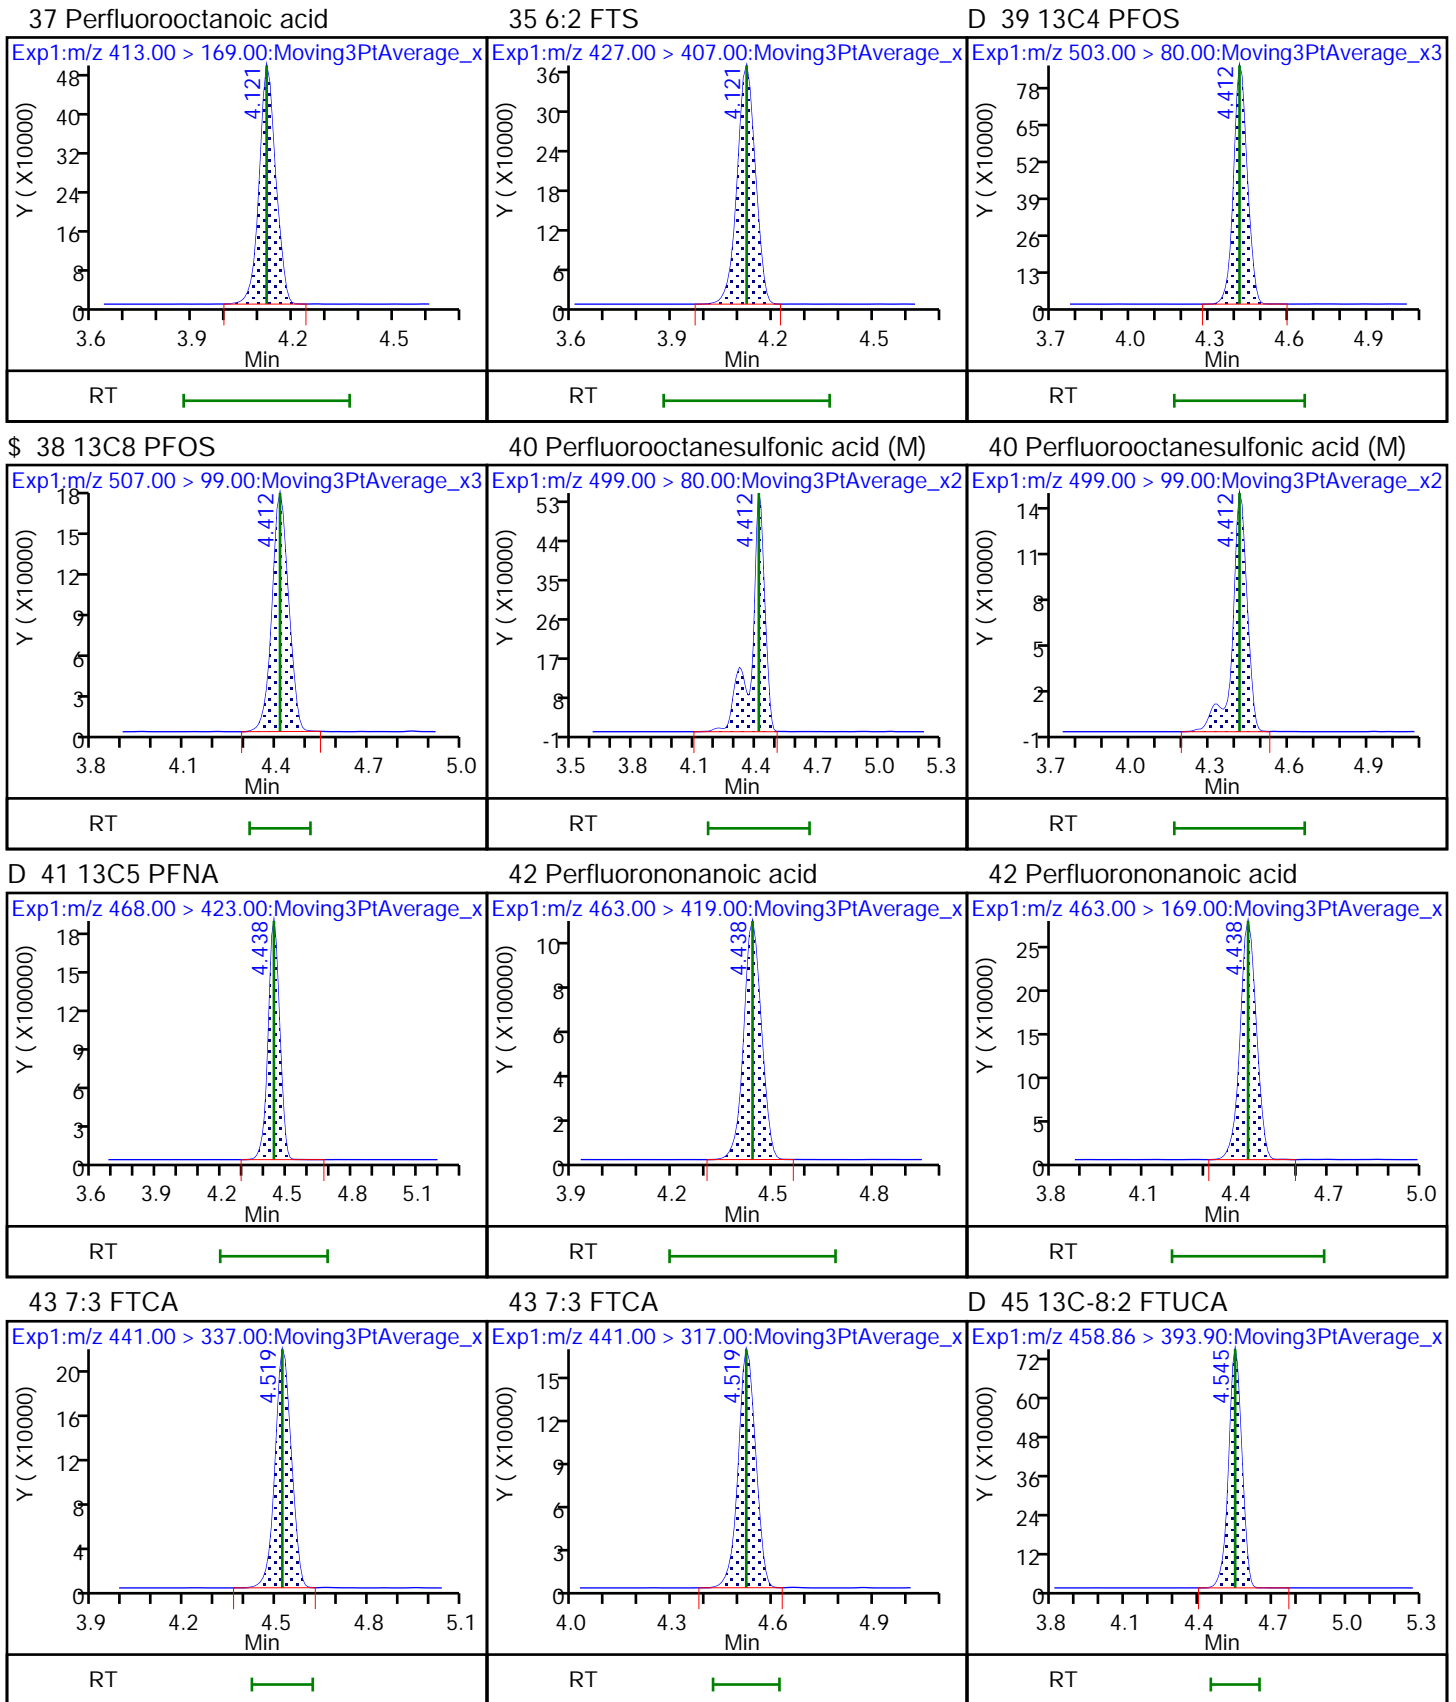 37 Perfluorooctanoic acid
35 6:2 FTS
D 39 13C4 PFOS
Exp1:m/z 413.00 > 169.00:Moving3PtAverage_x
Exp1:m/z 427.00 > 407.00:Moving3PtAverage_x
Exp1:m/z 503.00 > 80.00:Moving3PtAverage_x3
48
40
32
24
16
8
0
Y ( X10000)
4.121
3.6 3.9 4.2 4.5
Min
RT
36
30
24
18
12
6
0
Y ( X10000)
4.121
3.6 3.9 4.2 4.5
Min
RT
78
65
52
39
26
13
0
Y ( X10000)
4.412
3.7 4.0 4.3 4.6 4.9
Min
RT
$ 38 13C8 PFOS
40 Perfluorooctanesulfonic acid (M)
40 Perfluorooctanesulfonic acid (M)
Exp1:m/z 507.00 > 99.00:Moving3PtAverage_x3
Exp1:m/z 499.00 > 80.00:Moving3PtAverage_x2
Exp1:m/z 499.00 > 99.00:Moving3PtAverage_x2
18
15
12
9
6
3
0
Y ( X10000)
4.412
3.8 4.1 4.4 4.7 5.0
Min
RT
53
44
35
26
17
8
-1
Y ( X10000)
4.412
3.5 3.8 4.1 4.4 4.7 5.0 5.3
Min
RT
14
11
8
5
2
-1
Y ( X10000)
4.412
3.7 4.0 4.3 4.6 4.9
Min
RT
D 41 13C5 PFNA
42 Perfluorononanoic acid
42 Perfluorononanoic acid
Exp1:m/z 468.00 > 423.00:Moving3PtAverage_x
Exp1:m/z 463.00 > 419.00:Moving3PtAverage_x
Exp1:m/z 463.00 > 169.00:Moving3PtAverage_x
18
15
12
9
6
3
0
Y ( X100000)
4.438
3.6 3.9 4.2 4.5 4.8 5.1
Min
RT
10
8
6
4
2
0
Y ( X100000)
4.438
3.9 4.2 4.5 4.8
Min
RT
25
20
15
10
5
0
Y ( X10000)
4.438
3.8 4.1 4.4 4.7 5.0
Min
RT
43 7:3 FTCA
43 7:3 FTCA
D 45 13C-8:2 FTUCA
Exp1:m/z 441.00 > 337.00:Moving3PtAverage_x
Exp1:m/z 441.00 > 317.00:Moving3PtAverage_x
Exp1:m/z 458.86 > 393.90:Moving3PtAverage_x
20
16
12
8
4
0
Y ( X10000)
4.519
3.9 4.2 4.5 4.8 5.1
Min
RT
15
12
9
6
3
0
Y ( X10000)
4.519
4.0 4.3 4.6 4.9
Min
RT
72
60
48
36
24
12
0
Y ( X10000)
4.545
3.8 4.1 4.4 4.7 5.0 5.3
Min
RT